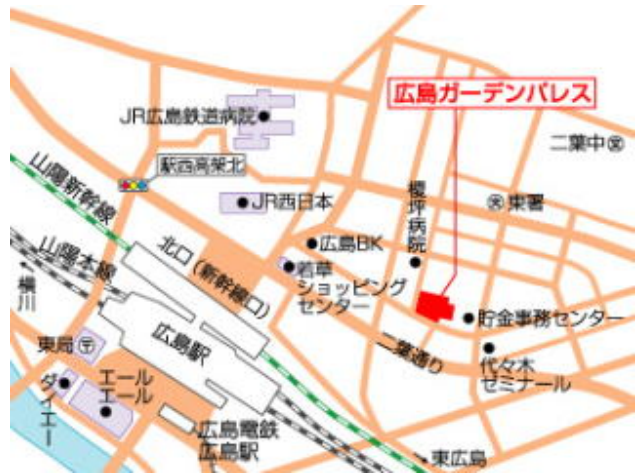 広島ガーデンパレス
JR広島鉄道病院
二葉中㊛
駅西高架北
山陽新幹線
JR西日本
榎坪病院
東署
広島BK
北口(新幹線口)
山陽本線
若草
ショッピング
センター
↑横川
広島駅
貯金事務センター
二葉通り
代々木
ゼミナール
東局〒
エール
エール
ダイエー
広島電鉄
広島駅
東広島